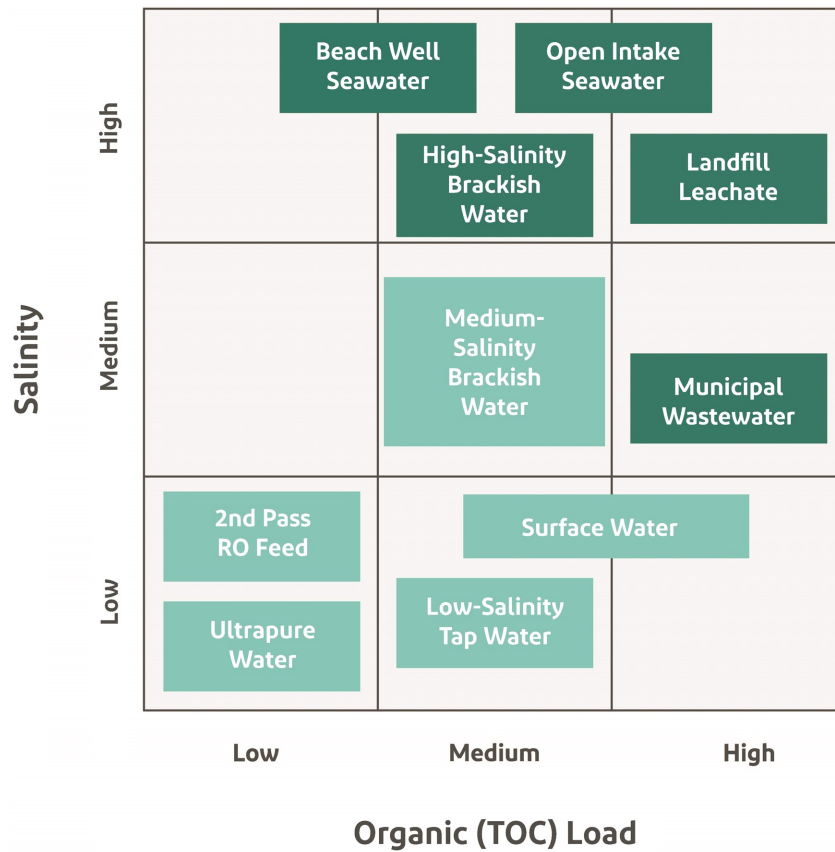 Beach Well
Seawater
Open Intake
Seawater
High-Salinity
Brackish
Water
Landfill
Leachate
High
Medium-
Salinity
Brackish
Water
Municipal
Wastewater
Medium
Salinity
2nd Pass
RO Feed
Surface Water
Ultrapure
Water
Low-Salinity
Tap Water
Low
Low
Medium
High
Organic (TOC) Load